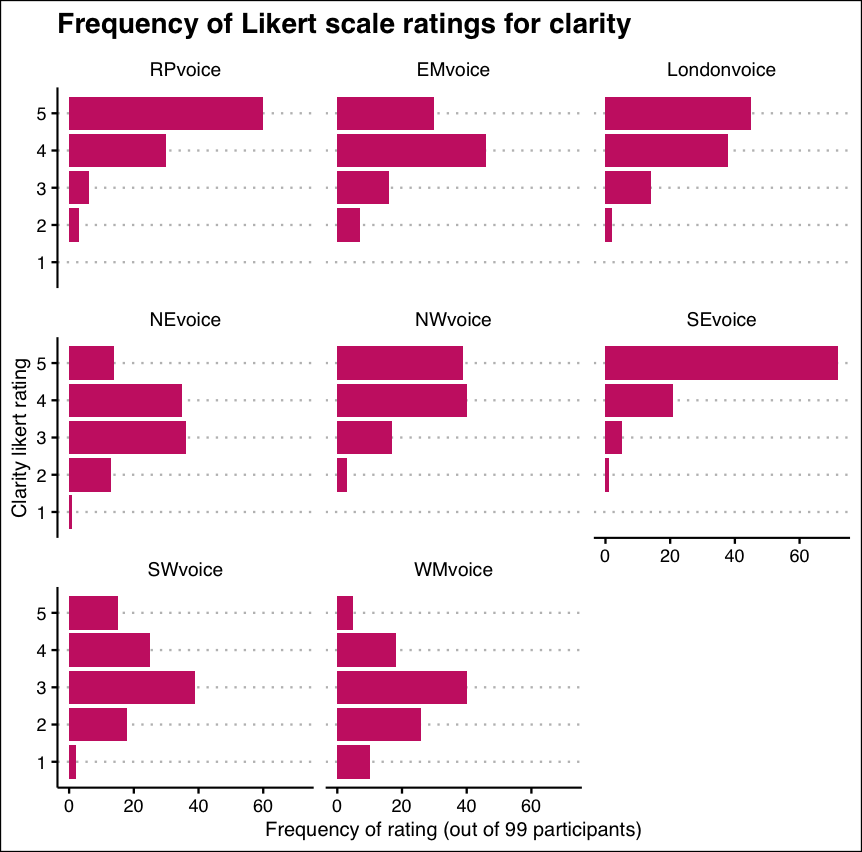 Frequency of Likert scale ratings for clarity
RPvoice EMvoice Londonvoice
5
4
3
2
1
NEvoice NWvoice SEvoice
Clarity likert rating
5
4
3
2
1
0 20 40 60
SWvoice WMvoice
5
4
3
2
1
0 20 40 60 0 20 40 60
Frequency of rating (out of 99 participants)